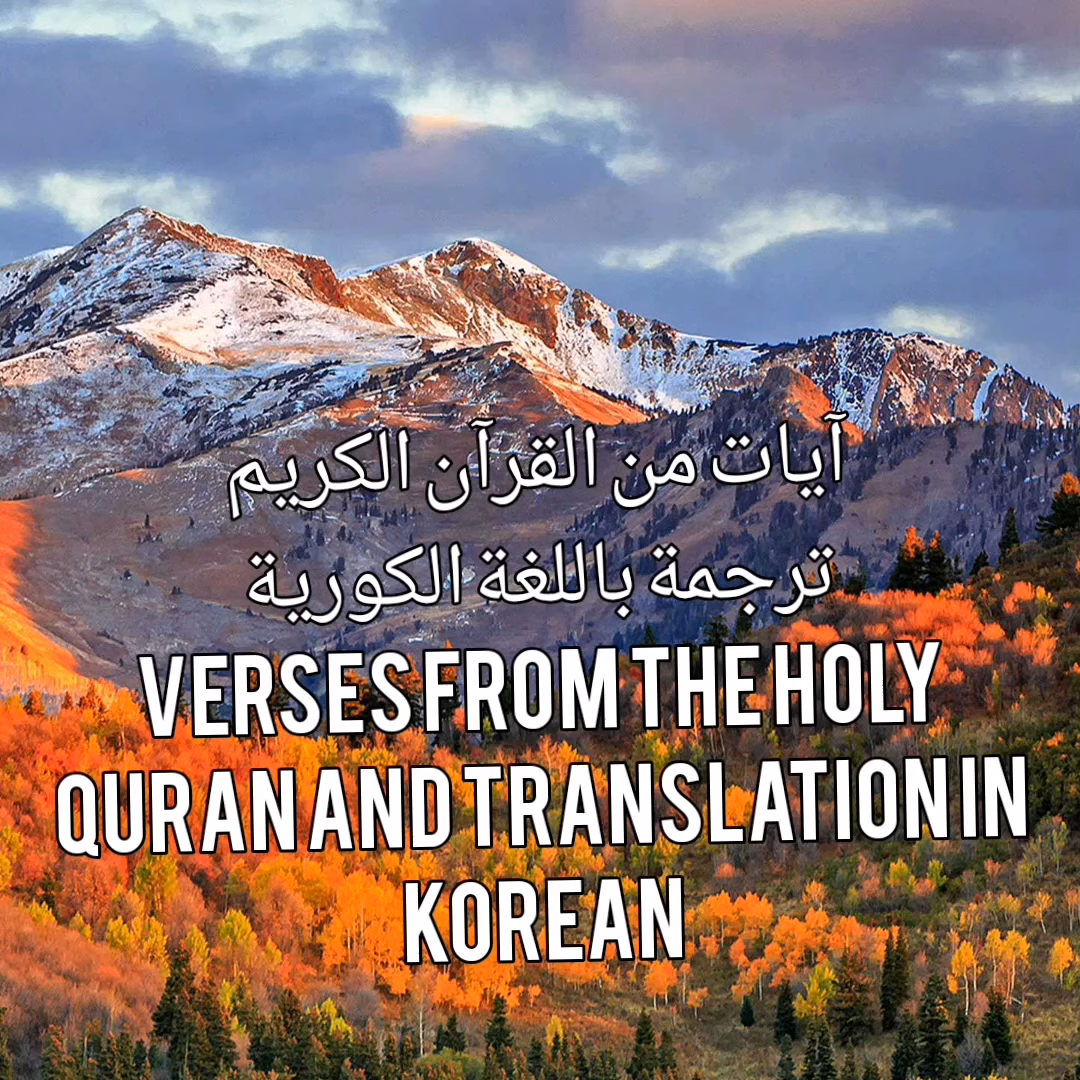 آيات من القرآن الكريم
ترجمة باللغة الكورية
VERSES FROM THE HOLY
QURAN AND TRANSLATION IN
KOREAN